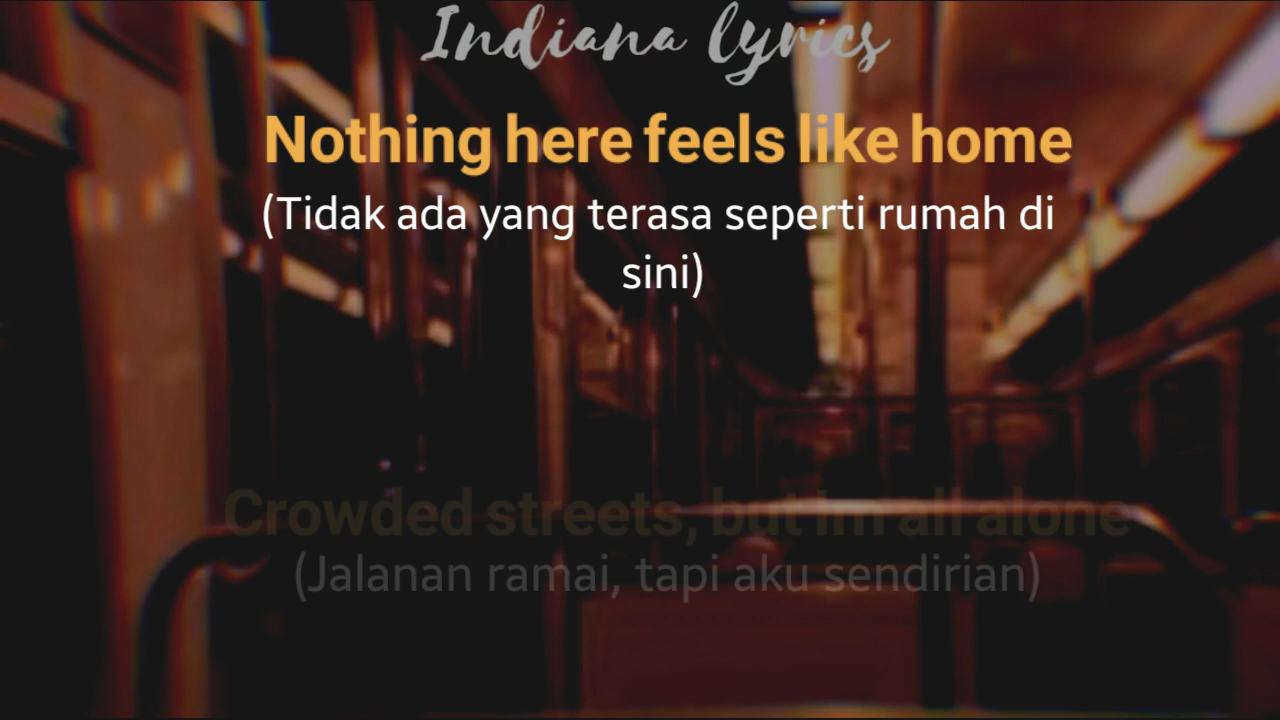 Indiana lyrics
Nothing here feels like home
(Tidak ada yang terasa seperti rumah di
sini)
Crowded streets, but Im all alone
(Jalanan ramai, tapi aku sendirian)